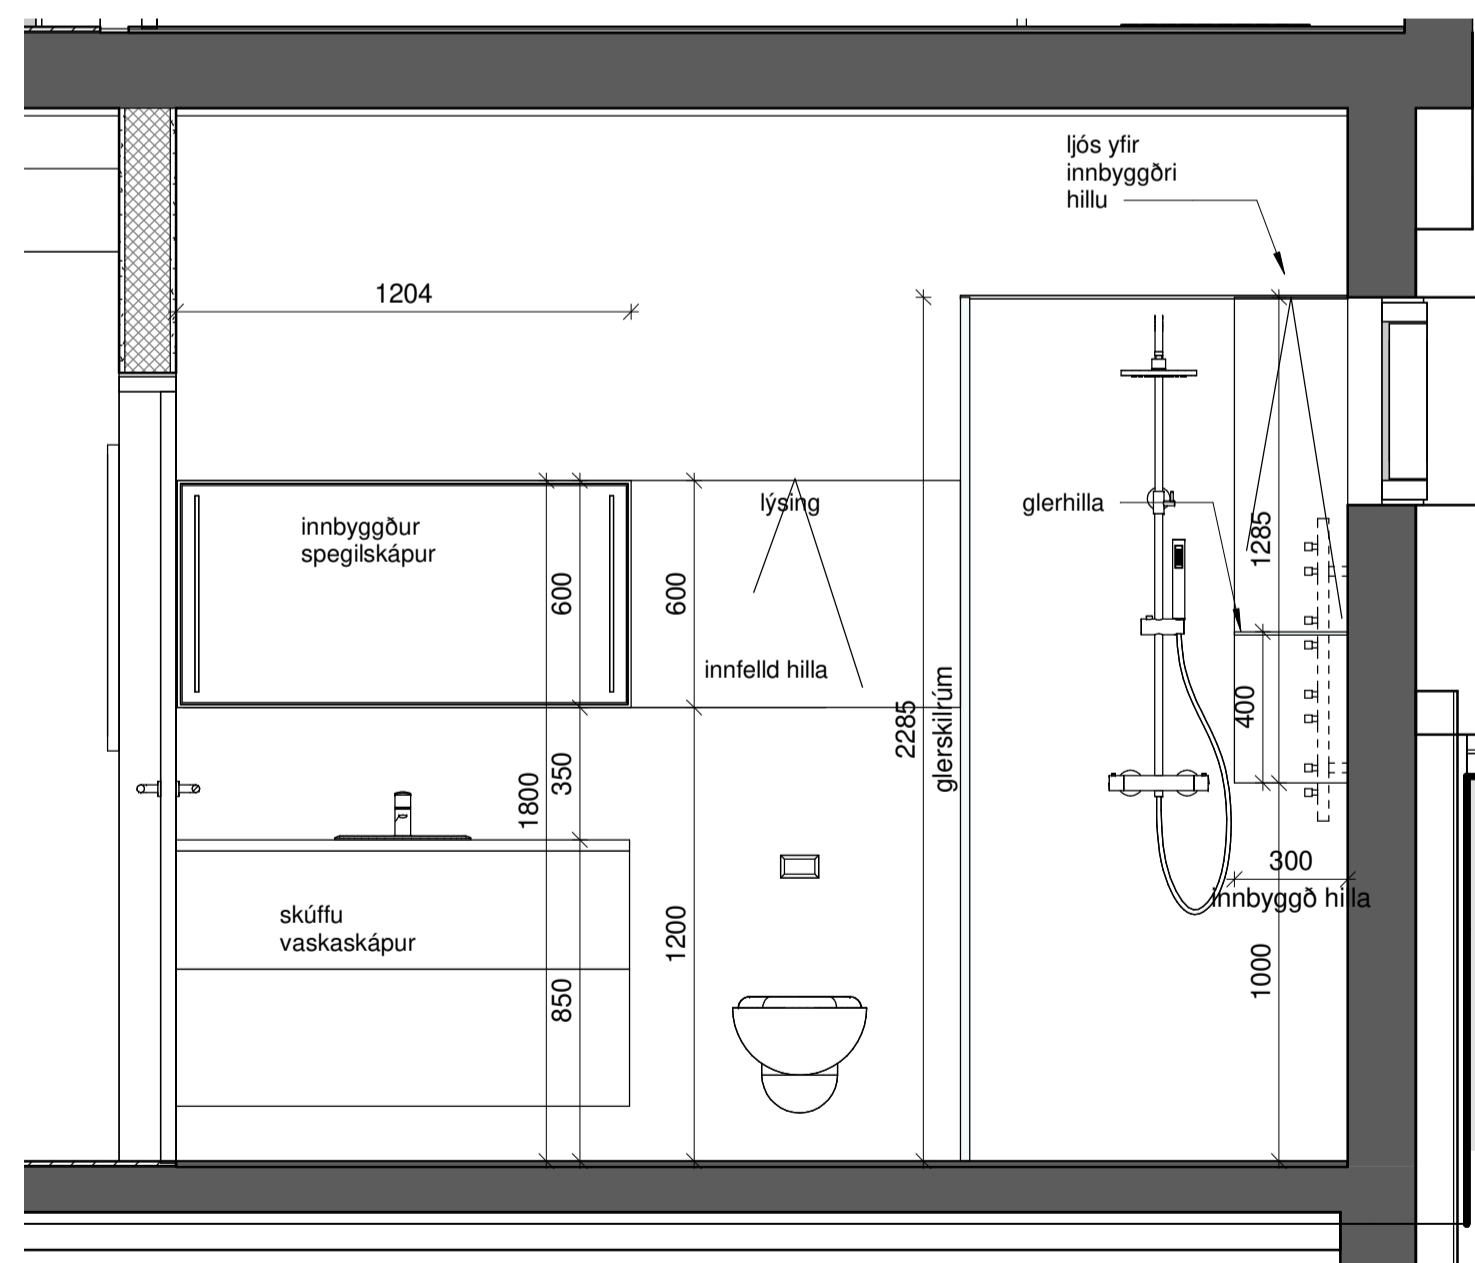 ljós yfir
innbyggðri
hillu
1204
lýsing
glerhilla
innbyggður
spegilskápur
1285
600
600
innfelld hilla
400
2285
glerskilrúm
350
1800
300
innbyggð hilla
skúffu
vaskaskápur
1200
1000
850